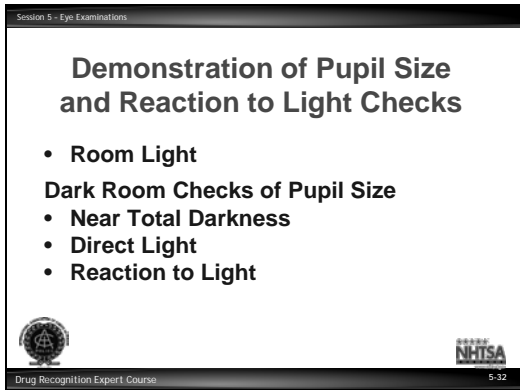 Session 5 - Eye Examinations
Demonstration of Pupil Size
and Reaction to Light Checks
• Room Light
Dark Room Checks of Pupil Size
• Near Total Darkness
• Direct Light
• Reaction to Light
NHTSA
Drug Recognition Expert Course
5-32